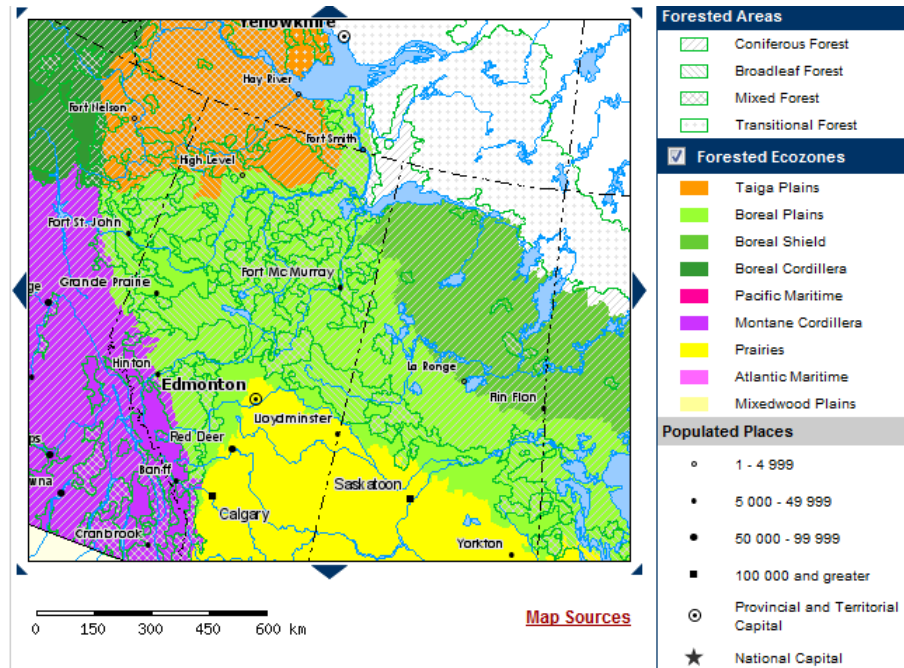 Yellowknife
Hay River
Fort Nelson
Fort Smith
High Level
Fort St. John
Fort McMurray
Grande Prairie
ge
Hinton
La Ronge
Edmonton
Flin Flon
Lloydminster
Red Deer
ps
Banff
Saskatoon
wna
Calgary
Cranbrook
Yorkton
0 150 300 450 600 km
Map Sources
Forested Areas
Coniferous Forest
Broadleaf Forest
Mixed Forest
Transitional Forest
Forested Ecozones
Taiga Plains
Boreal Plains
Boreal Shield
Boreal Cordillera
Pacific Maritime
Montane Cordillera
Prairies
Atlantic Maritime
Mixedwood Plains
Populated Places
1 - 4 999
5 000 - 49 999
50 000 - 99 999
100 000 and greater
Provincial and Territorial
Capital
National Capital